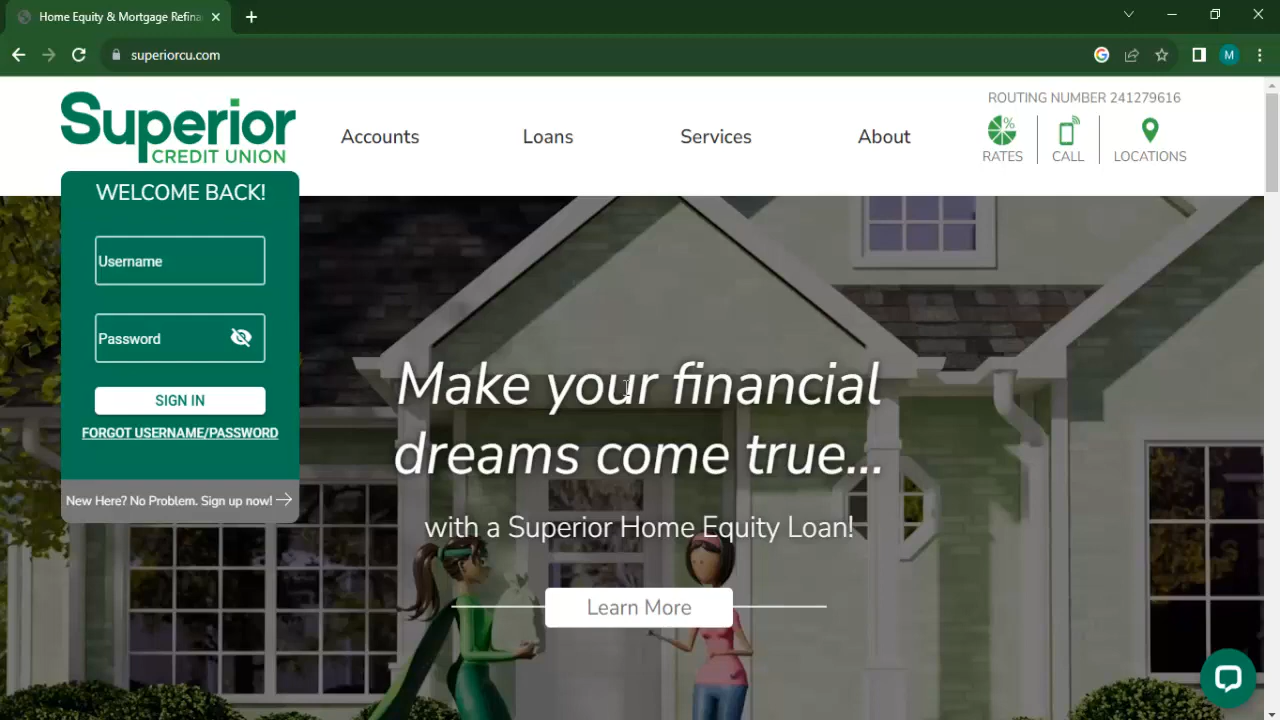 Home Equity & Mortgage Refina
superiorcu.com
M
Superior
CREDIT UNION
Accounts
Loans
Services
About
ROUTING NUMBER 241279616
%
RATES
CALL
LOCATIONS
WELCOME BACK!
Username
Password
SIGN IN
FORGOT USERNAME/PASSWORD
New Here? No Problem. Sign up now!
Make your financial
dreams come true...
with a Superior Home Equity Loan!
Learn More